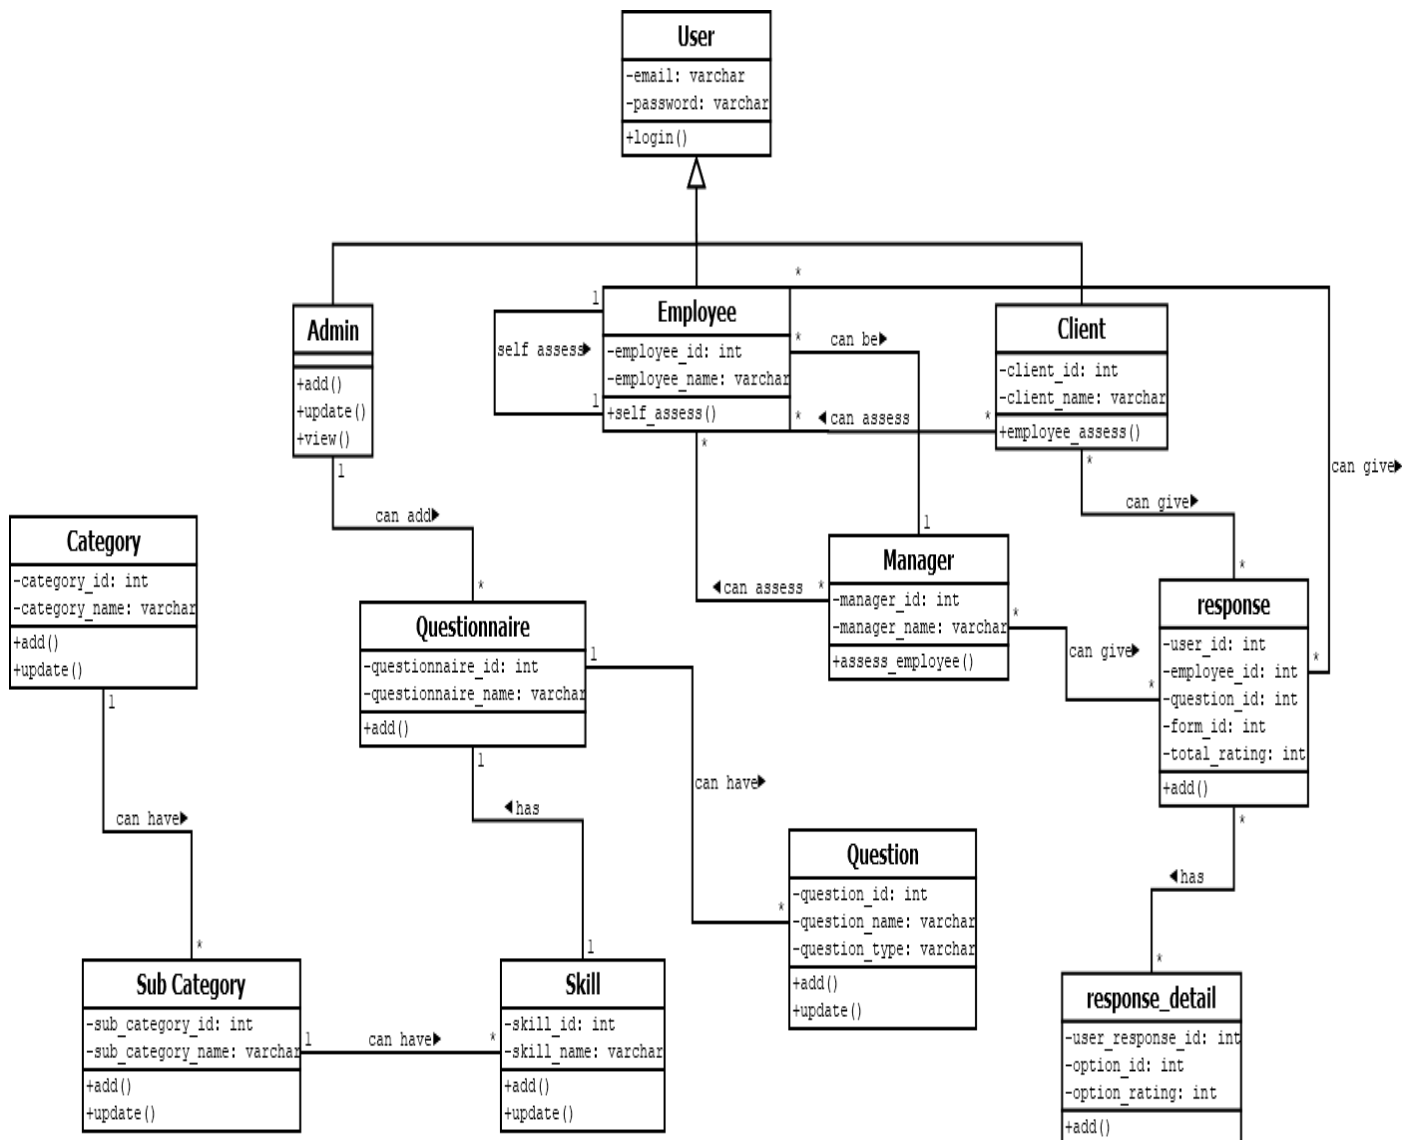 User
-email: varchar
-password: varchar
+login()
Admin
+add()
+update()
+view()
1
self assess
1
1
Employee
-employee_id: int
-employee_name: varchar
+self_assess()
*
*
can be
*
can assess
*
Client
-client_id: int
-client_name: varchar
+employee_assess()
*
can give
*
can give
*
1
can add
*
Category
-category_id: int
-category_name: varchar
+add()
+update()
1
can have
*
Questionnaire
-questionnaire_id: int
-questionnaire_name: varchar
+add()
1
can have
*
1
has
1
*
can assess
*
Manager
-manager_id: int
-manager_name: varchar
+assess_employee()
*
can give
*
response
-user_id: int
-employee_id: int
-question_id: int
-form_id: int
-total_rating: int
+add()
*
has
*
Question
-question_id: int
-question_name: varchar
-question_type: varchar
+add()
+update()
Sub Category
-sub_category_id: int
-sub_category_name: varchar
+add()
+update()
1
can have
*
Skill
-skill_id: int
-skill_name: varchar
+add()
+update()
response_detail
-user_response_id: int
-option_id: int
-option_rating: int
+add()